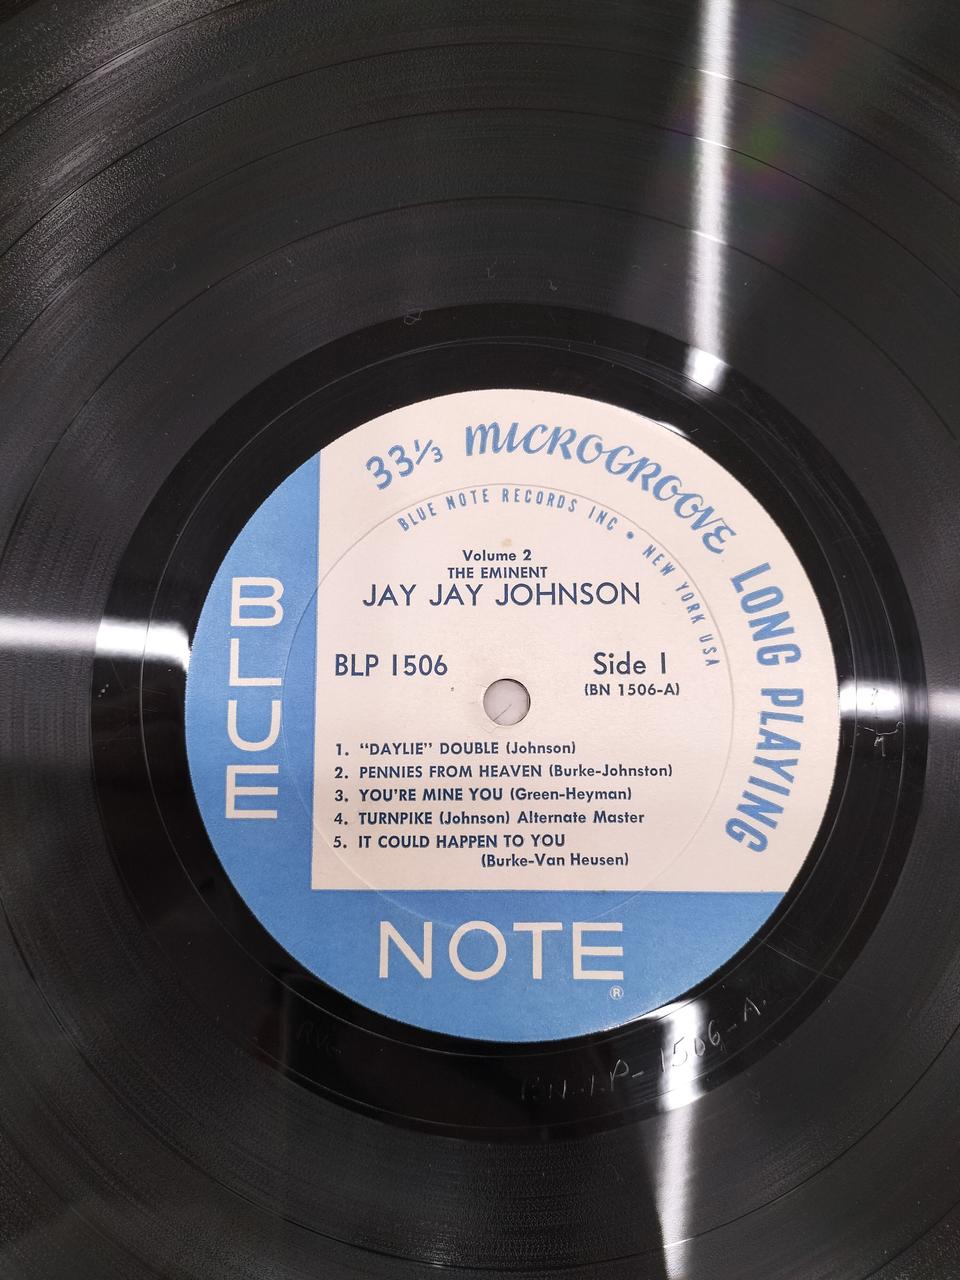 33⅓ MICROGROOVE LONG PLAYING
BLUE NOTE RECORDS INC • NEW YORK USA
Volume 2
THE EMINENT
JAY JAY JOHNSON
BLP 1506
Side 1
(BN 1506-A)
1. "DAYLIE" DOUBLE (Johnson)
2. PENNIES FROM HEAVEN (Burke-Johnston)
3. YOU'RE MINE YOU (Green-Heyman)
4. TURNPIKE (Johnson) Alternate Master
5. IT COULD HAPPEN TO YOU
(Burke-Van Heusen)
BLUE
NOTE
®
1506-A.